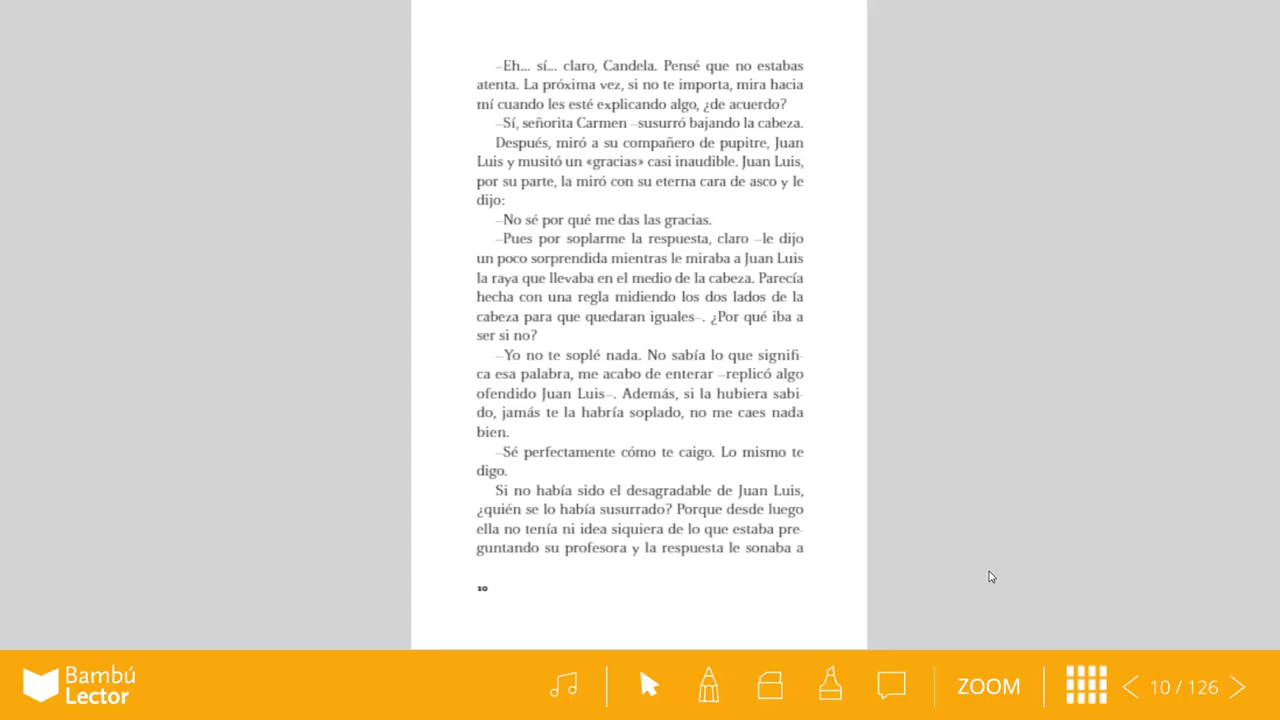 –Eh... sí... claro, Candela. Pensé que no estabas
atenta. La próxima vez, si no te importa, mira hacia
mí cuando les esté explicando algo, ¿de acuerdo?
–Sí, señorita Carmen –susurró bajando la cabeza.
Después, miró a su compañero de pupitre, Juan
Luis y musitó un «gracias» casi inaudible. Juan Luis,
por su parte, la miró con su eterna cara de asco y le
dijo:
–No sé por qué me das las gracias.
–Pues por soplarme la respuesta, claro –le dijo
un poco sorprendida mientras le miraba a Juan Luis
la raya que llevaba en el medio de la cabeza. Parecía
hecha con una regla midiendo los dos lados de la
cabeza para que quedaran iguales–. ¿Por qué iba a
ser si no?
–Yo no te soplé nada. No sabía lo que signifi-
ca esa palabra, me acabo de enterar –replicó algo
ofendido Juan Luis–. Además, si la hubiera sabi-
do, jamás te la habría soplado, no me caes nada
bien.
–Sé perfectamente cómo te caigo. Lo mismo te
digo.
Si no había sido el desagradable de Juan Luis,
¿quién se lo había susurrado? Porque desde luego
ella no tenía ni idea siquiera de lo que estaba pre-
guntando su profesora y la respuesta le sonaba a
10
Bambú
Lector
ZOOM
10 / 126